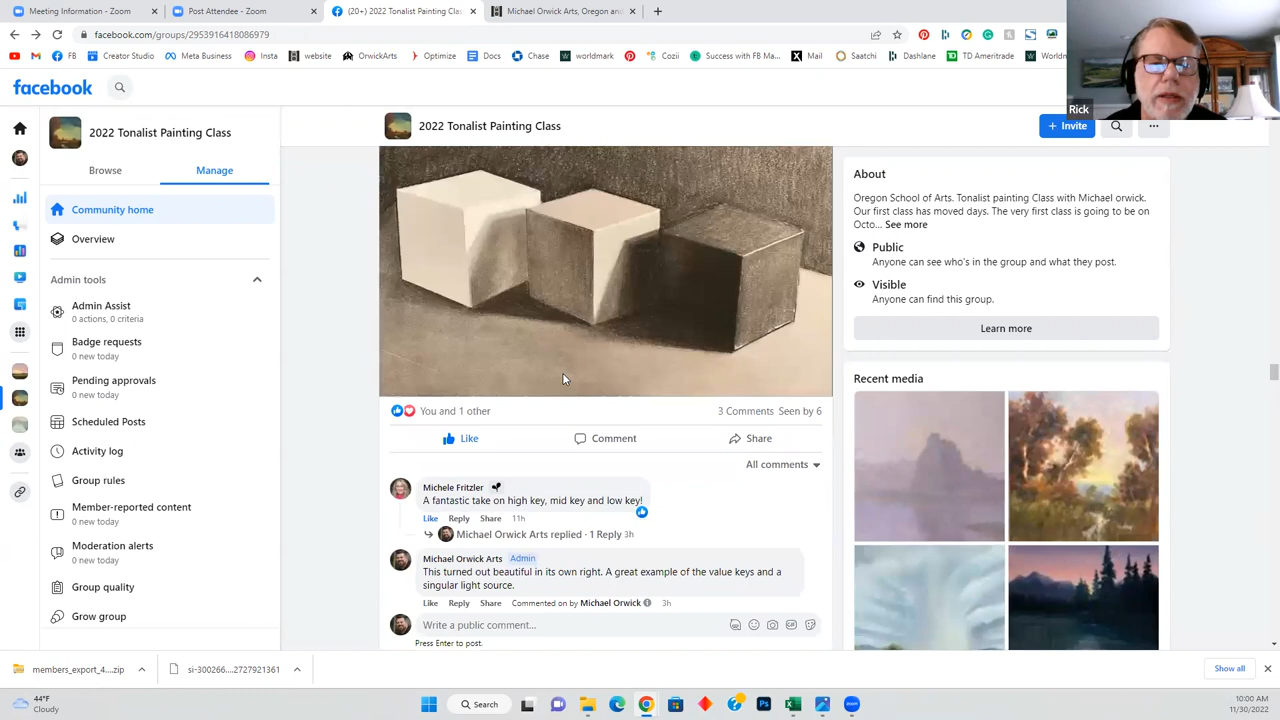 Meeting Information - Zoom
Post Attendee - Zoom
(20+) 2022 Tonalist Painting Clas
Michael Orwick Arts, Oregon and
facebook.com/groups/2953916418086979
FB
Creator Studio
Meta Business
Insta
website
OrwickArts
Optimize
Docs
Chase
worldmark
Cozii
Success with FB Ma...
Mail
Saatchi
Dashlane
TD Ameritrade
World
Rick
facebook
2022 Tonalist Painting Class
Browse
Manage
Community home
Overview
Admin tools
Admin Assist
0 actions, 0 criteria
Badge requests
0 new today
Pending approvals
0 new today
Scheduled Posts
Activity log
Group rules
Member-reported content
0 new today
Moderation alerts
0 new today
Group quality
Grow group
2022 Tonalist Painting Class
+ Invite
You and 1 other
3 Comments Seen by 6
Like
Comment
Share
All comments
Michele Fritzler
A fantastic take on high key, mid key and low key!
Like Reply Share 11h
Michael Orwick Arts replied · 1 Reply 3h
Michael Orwick Arts Admin
This turned out beautiful in its own right. A great example of the value keys and a
singular light source.
Like Reply Share Commented on by Michael Orwick 3h
Write a public comment...
Press Enter to post.
About
Oregon School of Arts. Tonalist painting Class with Michael orwick.
Our first class has moved days. The very first class is going to be on
Octo... See more
Public
Anyone can see who's in the group and what they post.
Visible
Anyone can find this group.
Learn more
Recent media
members_export_4....zip
si-300266....2727921361
Show all
44°F
Cloudy
Search
10:00 AM
11/30/2022